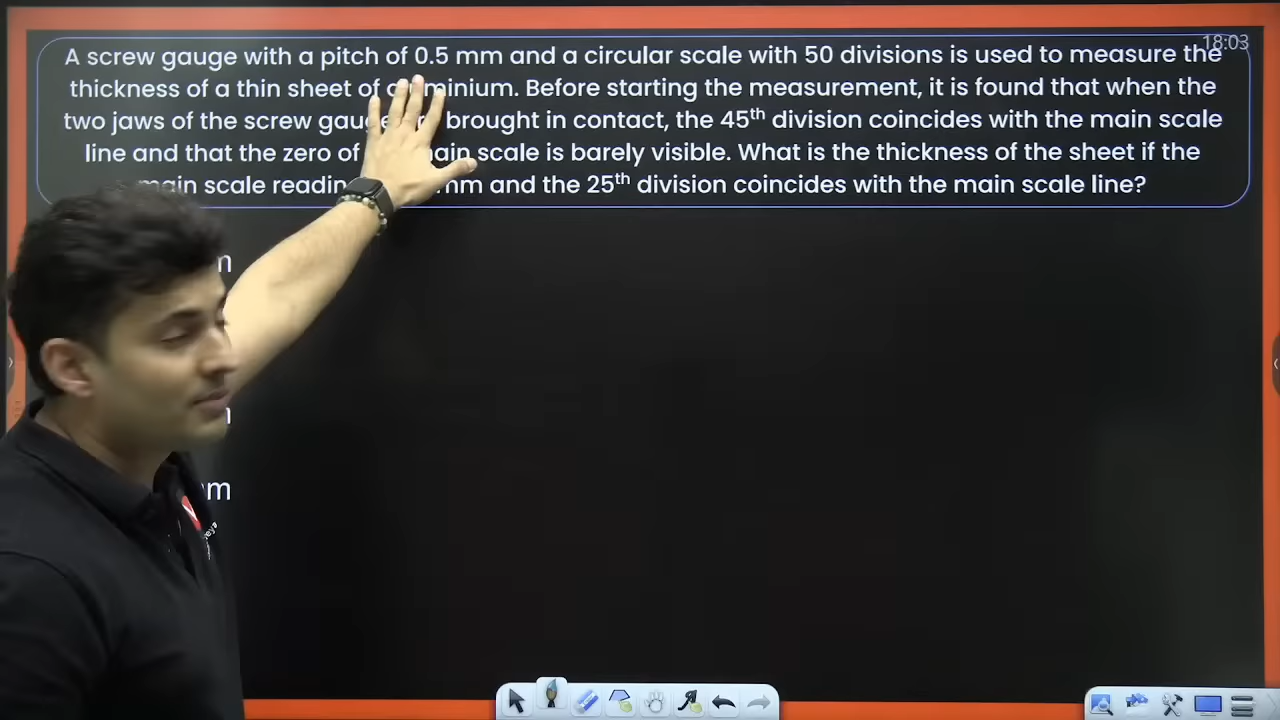 18:03
A screw gauge with a pitch of 0.5 mm and a circular scale with 50 divisions is used to measure the
thickness of a thin sheet of aluminium. Before starting the measurement, it is found that when the
two jaws of the screw brought in contact, the 45th division coincides with the main scale
line and that the zero of main scale is barely visible. What is the thickness of the sheet if the
main scale reading mm and the 25th division coincides with the main scale line?
m
m
mm